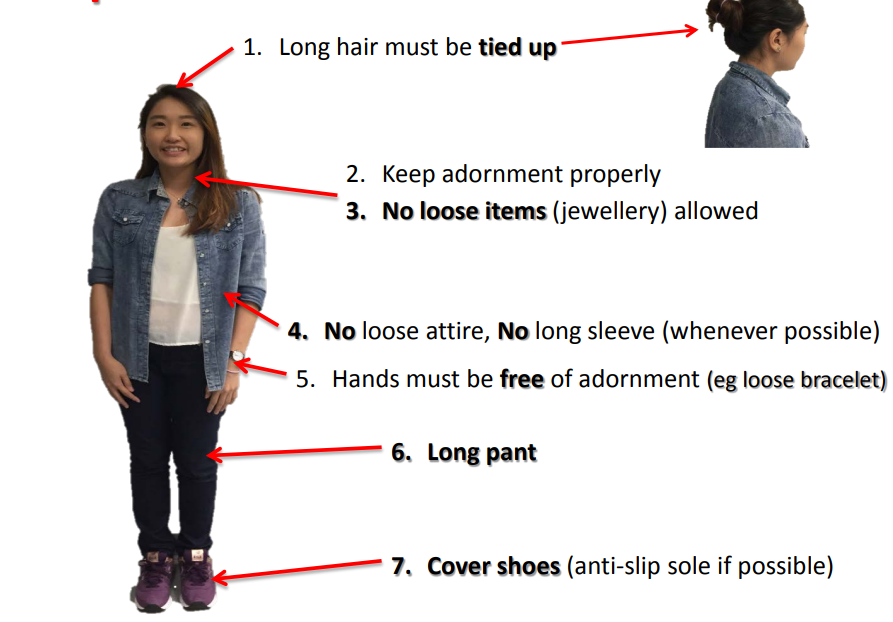 1. Long hair must be tied up
2. Keep adornment properly
3. No loose items (jewellery) allowed
4. No loose attire, No long sleeve (whenever possible)
5. Hands must be free of adornment (eg loose bracelet)
6. Long pant
7. Cover shoes (anti-slip sole if possible)